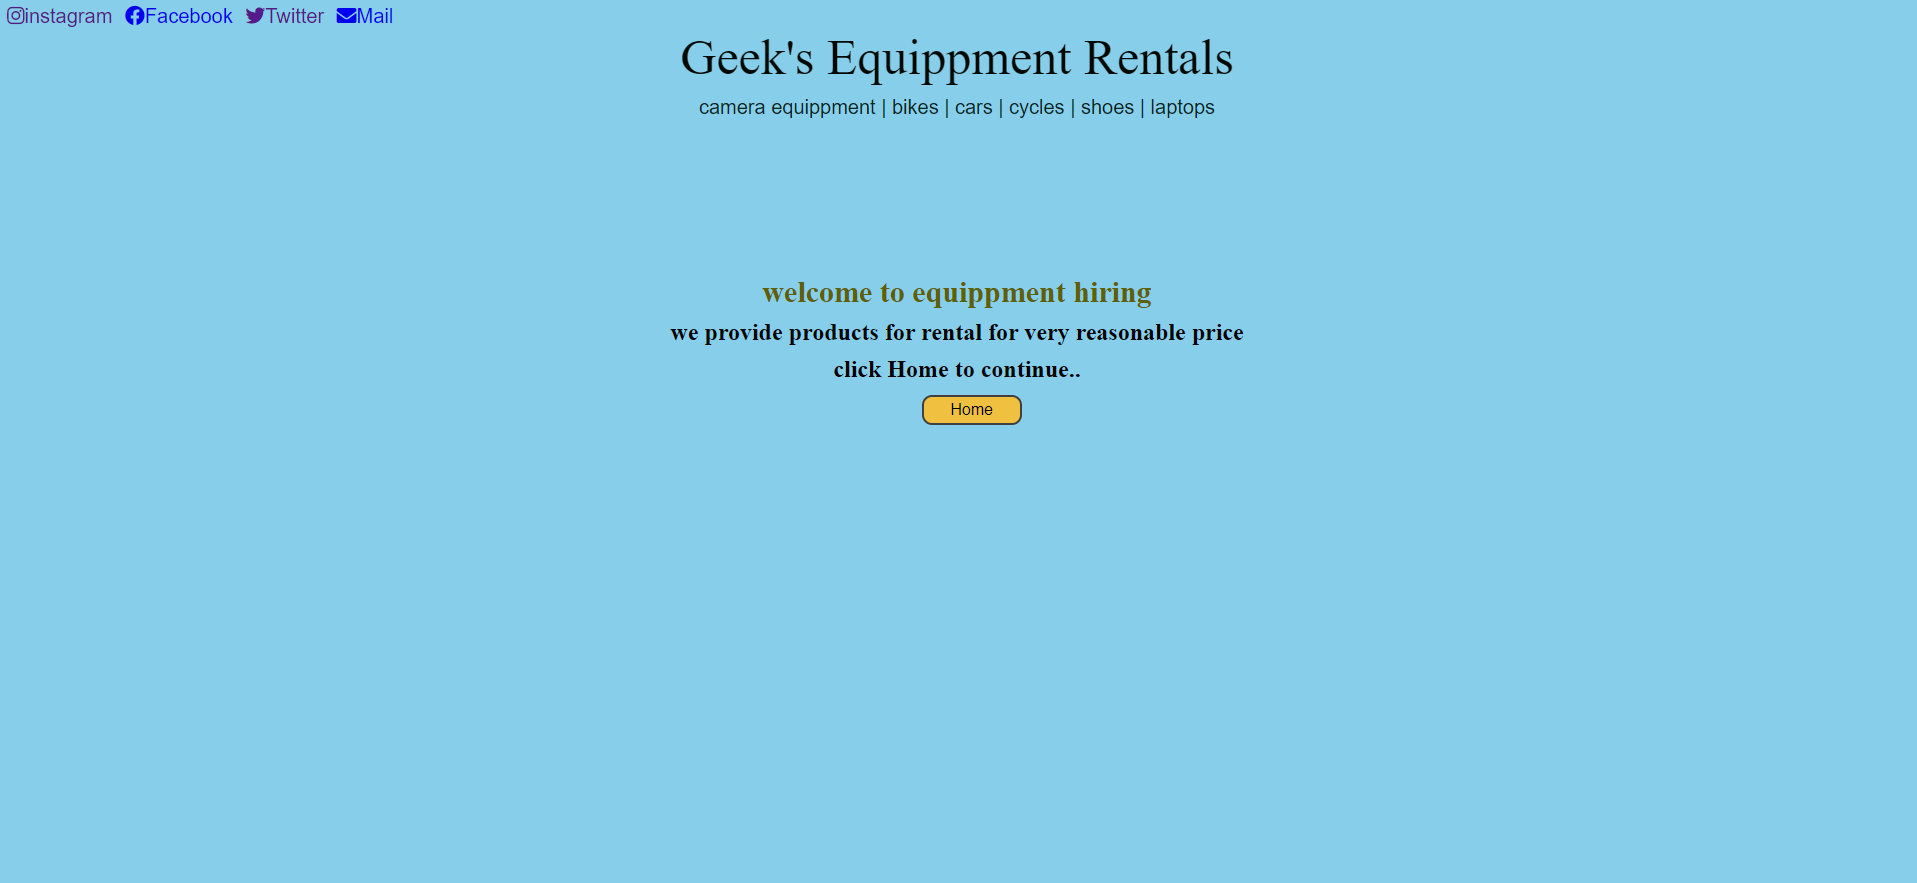 instagram Facebook Twitter Mail
Geek's Equippment Rentals
camera equippment | bikes | cars | cycles | shoes | laptops
welcome to equippment hiring
we provide products for rental for very reasonable price
click Home to continue..
Home